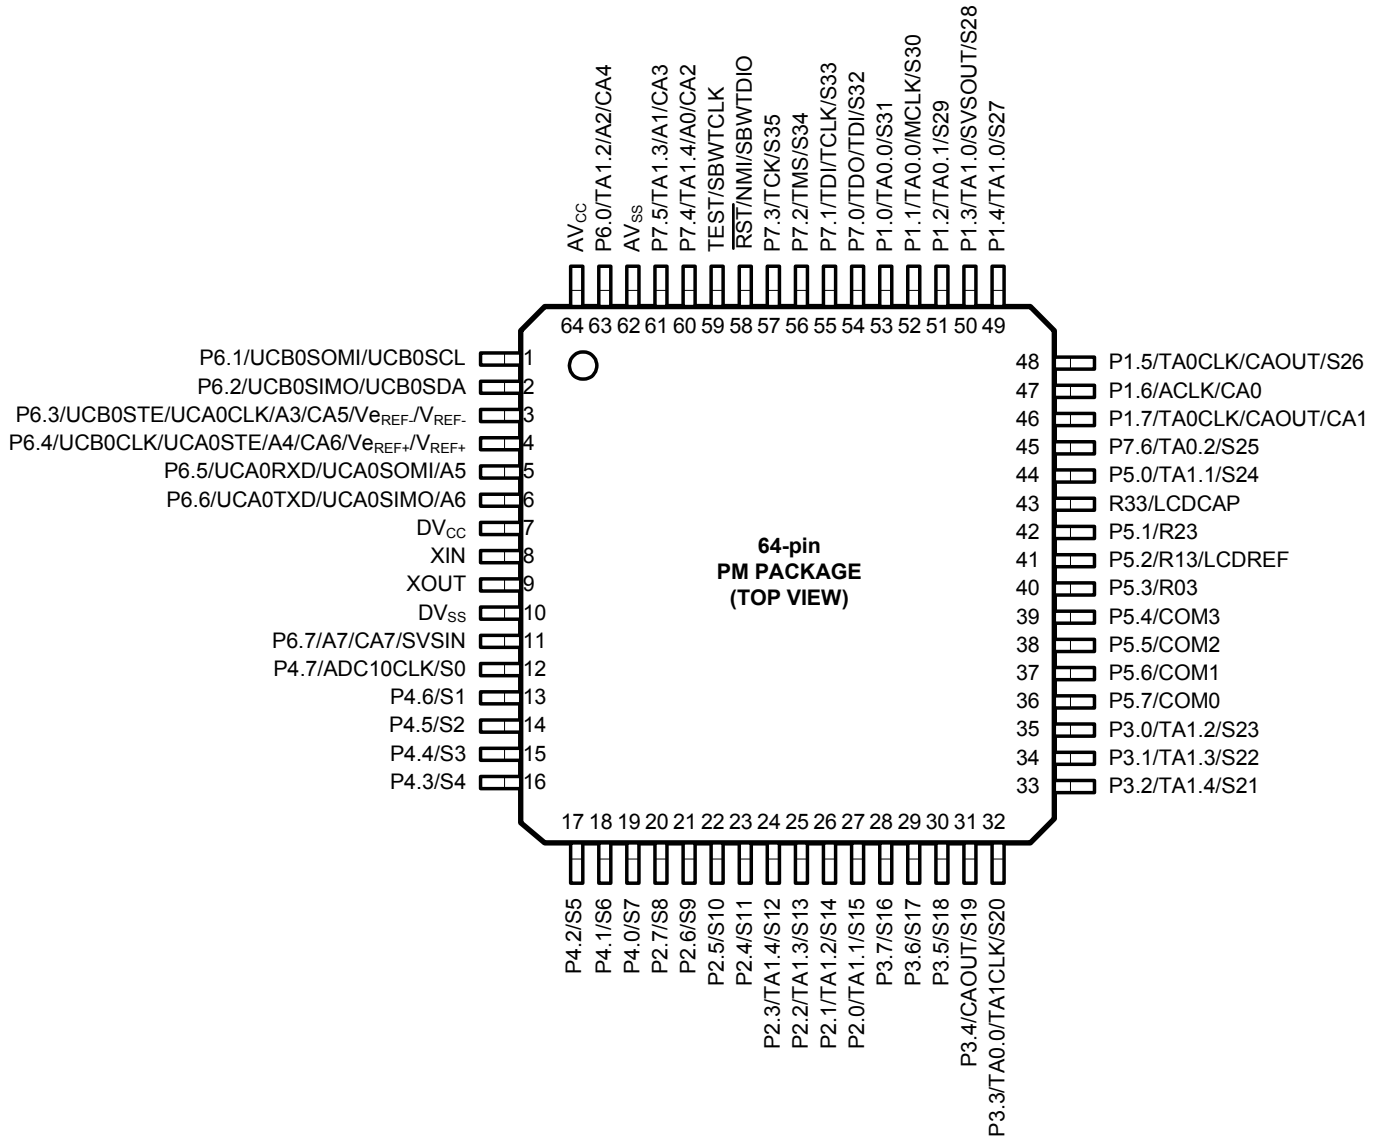 AVCC
P6.0/TA1.2/A2/CA4
AVSS
P7.5/TA1.3/A1/CA3
P7.4/TA1.4/A0/CA2
TEST/SBWTCLK
RST/NMI/SBWTDIO
P7.3/TCK/S35
P7.2/TMS/S34
P7.1/TDI/TCLK/S33
P7.0/TDO/TDI/S32
P1.0/TA0.0/S31
P1.1/TA0.0/MCLK/S30
P1.2/TA0.1/S29
P1.3/TA1.0/SVSOUT/S28
P1.4/TA1.0/S27
64 63 62 61 60 59 58 57 56 55 54 53 52 51 50 49
P6.1/UCB0SOMI/UCB0SCL 1
P6.2/UCB0SIMO/UCB0SDA 2
P6.3/UCB0STE/UCA0CLK/A3/CA5/VeREF-/VREF- 3
P6.4/UCB0CLK/UCA0STE/A4/CA6/VeREF+/VREF+ 4
P6.5/UCA0RXD/UCA0SOMI/A5 5
P6.6/UCA0TXD/UCA0SIMO/A6 6
DVCC 7
XIN 8
XOUT 9
DVSS 10
P6.7/A7/CA7/SVSIN 11
P4.7/ADC10CLK/S0 12
P4.6/S1 13
P4.5/S2 14
P4.4/S3 15
P4.3/S4 16
64-pin
PM PACKAGE
(TOP VIEW)
48 P1.5/TA0CLK/CAOUT/S26
47 P1.6/ACLK/CA0
46 P1.7/TA0CLK/CAOUT/CA1
45 P7.6/TA0.2/S25
44 P5.0/TA1.1/S24
43 R33/LCDCAP
42 P5.1/R23
41 P5.2/R13/LCDREF
40 P5.3/R03
39 P5.4/COM3
38 P5.5/COM2
37 P5.6/COM1
36 P5.7/COM0
35 P3.0/TA1.2/S23
34 P3.1/TA1.3/S22
33 P3.2/TA1.4/S21
17 18 19 20 21 22 23 24 25 26 27 28 29 30 31 32
P4.2/S5
P4.1/S6
P4.0/S7
P2.7/S8
P2.6/S9
P2.5/S10
P2.4/S11
P2.3/TA1.4/S12
P2.2/TA1.3/S13
P2.1/TA1.2/S14
P2.0/TA1.1/S15
P3.7/S16
P3.6/S17
P3.5/S18
P3.4/CAOUT/S19
P3.3/TA0.0/TA1CLK/S20